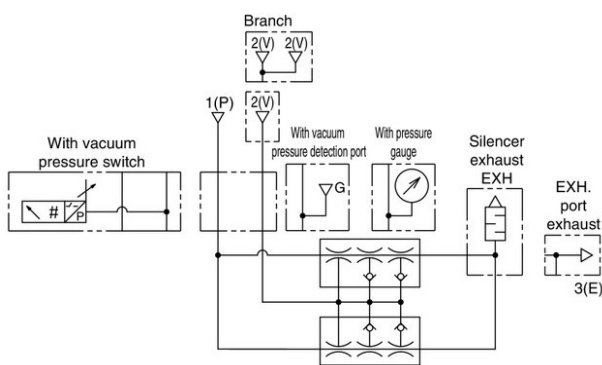 Branch
2(V) 2(V)
1(P)
2(V)
With vacuum
pressure switch
#
P
With vacuum
pressure detection port
G
With pressure
gauge
Silencer
exhaust
EXH
EXH.
port
exhaust
3(E)